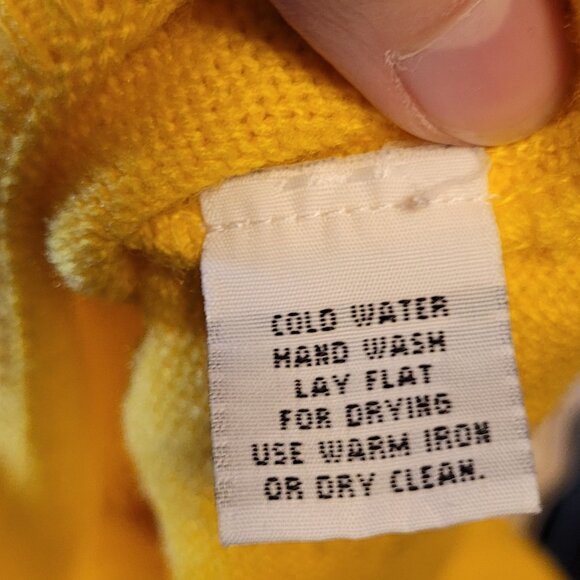 COLD WATER
HAND WASH
LAY FLAT
FOR DRYING
USE WARM IRON
OR DRY CLEAN.